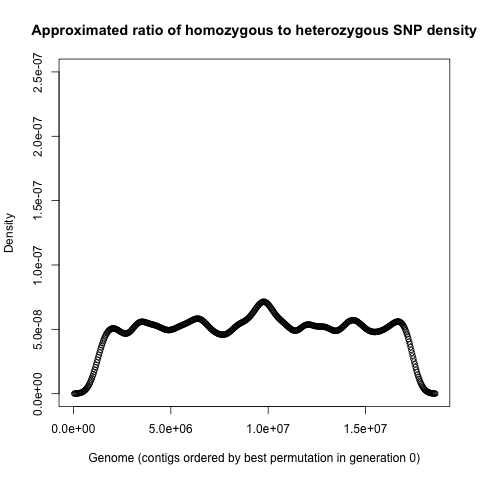 Approximated ratio of homozygous to heterozygous SNP density
2.5e-07
2.0e-07
1.5e-07
1.0e-07
5.0e-08
0.0e+00
Density
0.0e+00 5.0e+06 1.0e+07 1.5e+07
Genome (contigs ordered by best permutation in generation 0)